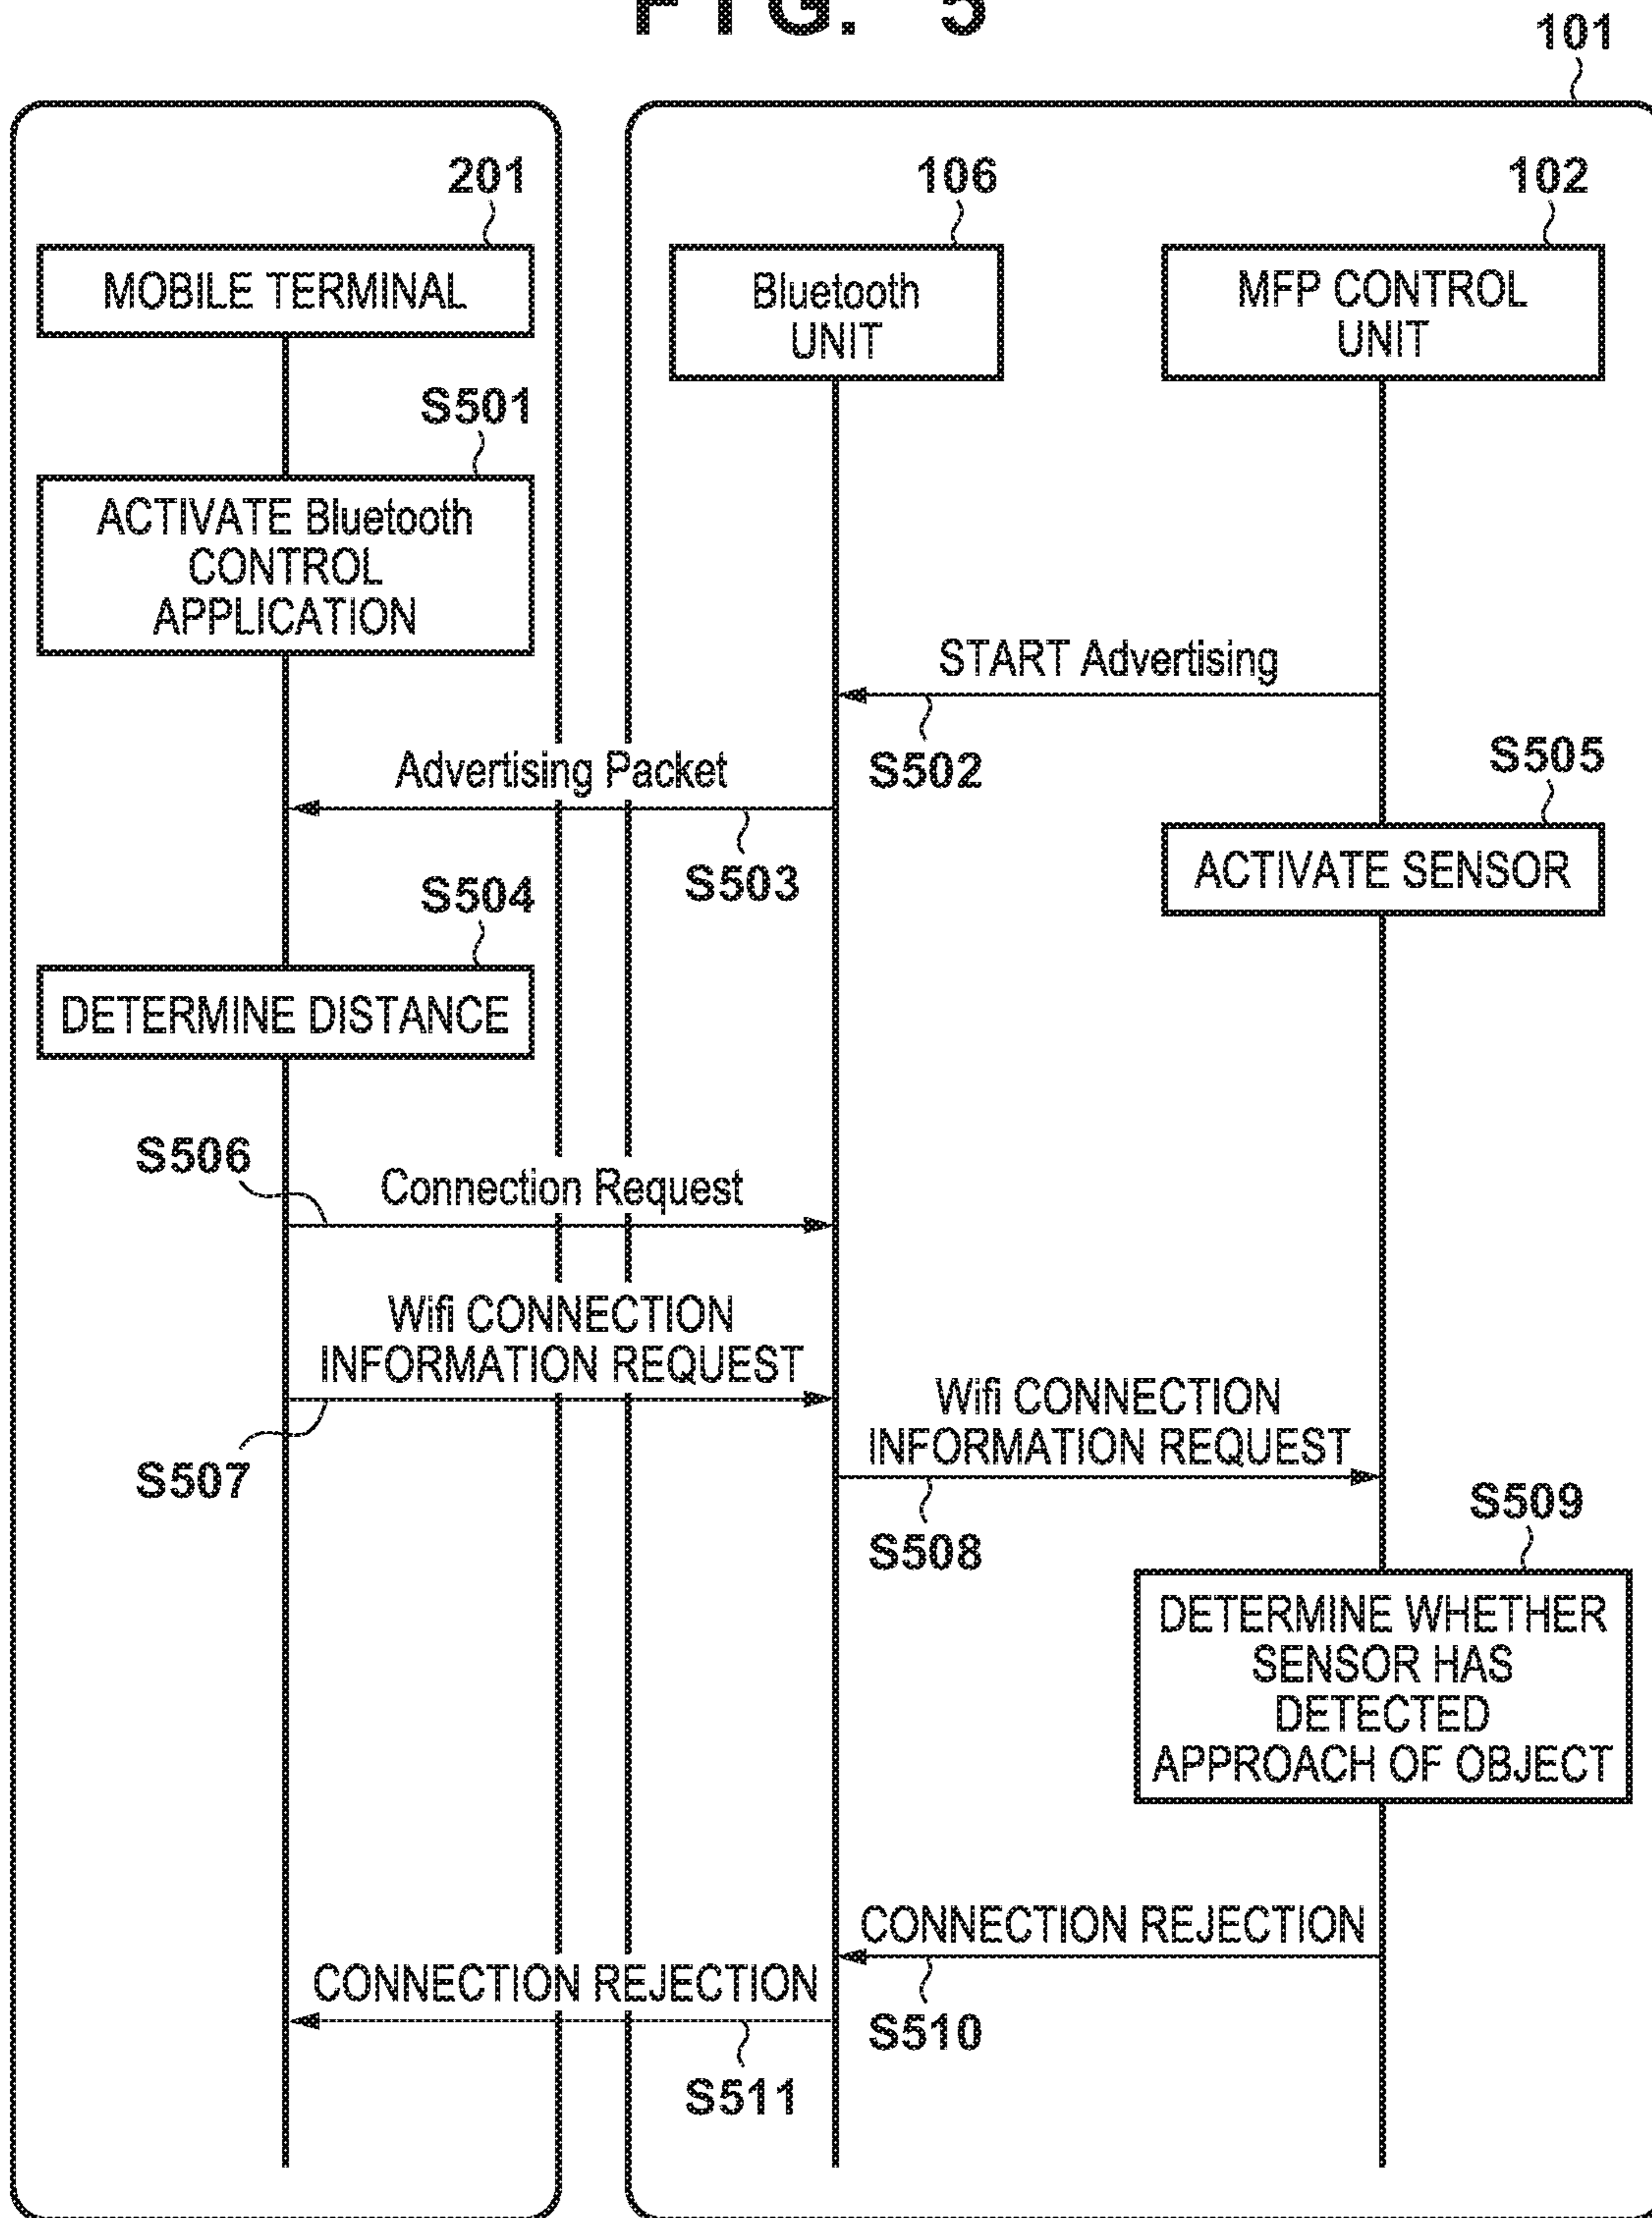 FIG. 5
101
201
106
102
MOBILE TERMINAL
Bluetooth
UNIT
MFP CONTROL
UNIT
S501
ACTIVATE Bluetooth
CONTROL
APPLICATION
START Advertising
S502
Advertising Packet
S503
S505
ACTIVATE SENSOR
S504
DETERMINE DISTANCE
S506
Connection Request
Wifi CONNECTION
INFORMATION REQUEST
S507
Wifi CONNECTION
INFORMATION REQUEST
S508
S509
DETERMINE WHETHER
SENSOR HAS
DETECTED
APPROACH OF OBJECT
CONNECTION REJECTION
S510
CONNECTION REJECTION
S511